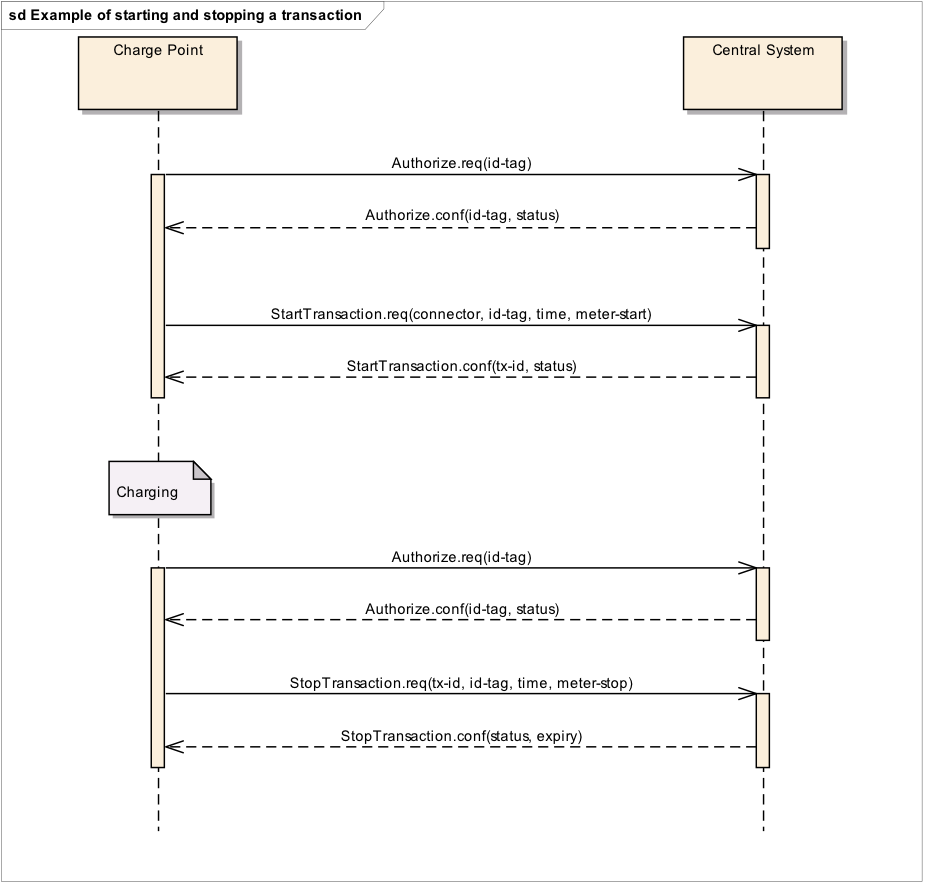 sd Example of starting and stopping a transaction
Charge Point
Central System
Authorize.req(id-tag)
Authorize.conf(id-tag, status)
StartTransaction.req(connector, id-tag, time, meter-start)
StartTransaction.conf(tx-id, status)
Charging
Authorize.req(id-tag)
Authorize.conf(id-tag, status)
StopTransaction.req(tx-id, id-tag, time, meter-stop)
StopTransaction.conf(status, expiry)